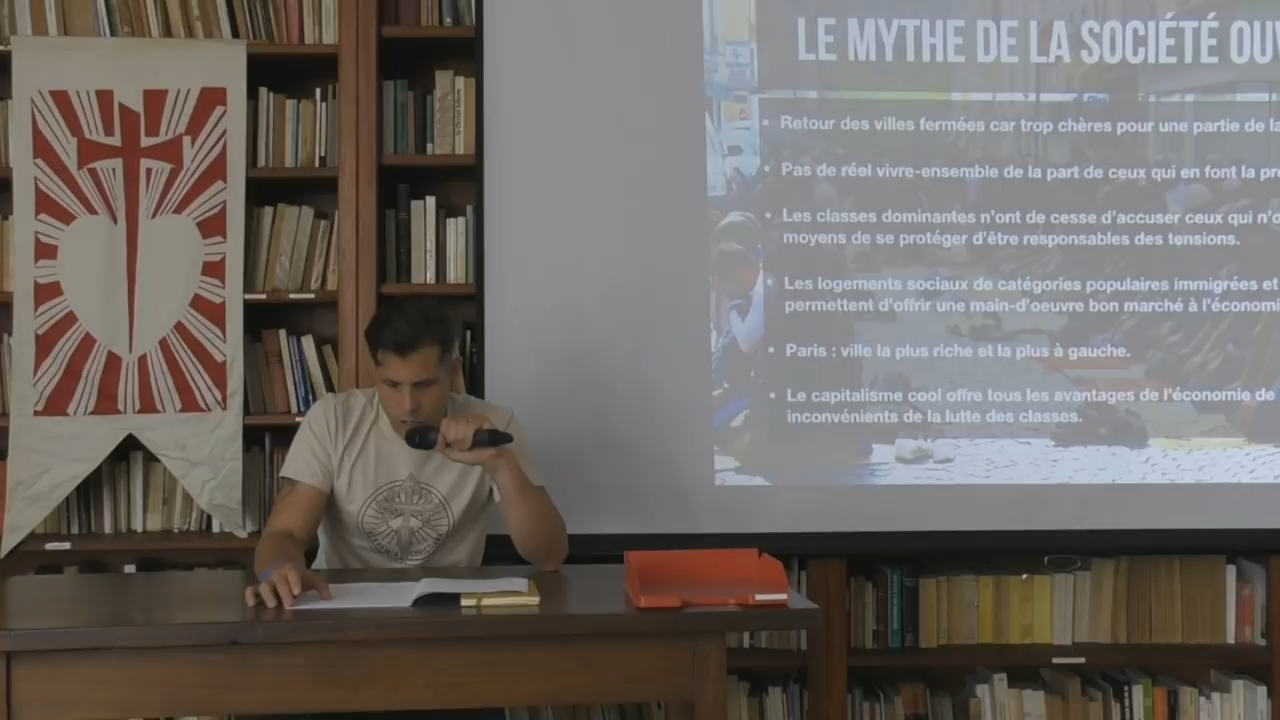 LE MYTHE DE LA SOCIÉTÉ OU
• Retour des villes fermées car trop chères pour une partie de la
• Pas de réel vivre-ensemble de la part de ceux qui en font la
• Les classes dominantes n'ont de cesse d'accuser ceux qui
moyens de se protéger d'être responsables des tensions.
• Les logements sociaux de catégories populaires immigrées et
permettent d'offrir une main-d'oeuvre bon marché à
• Paris : ville la plus riche et la plus à gauche.
• Le capitalisme cool offre tous les avantages de l'économie de
inconvénients de la lutte des classes.